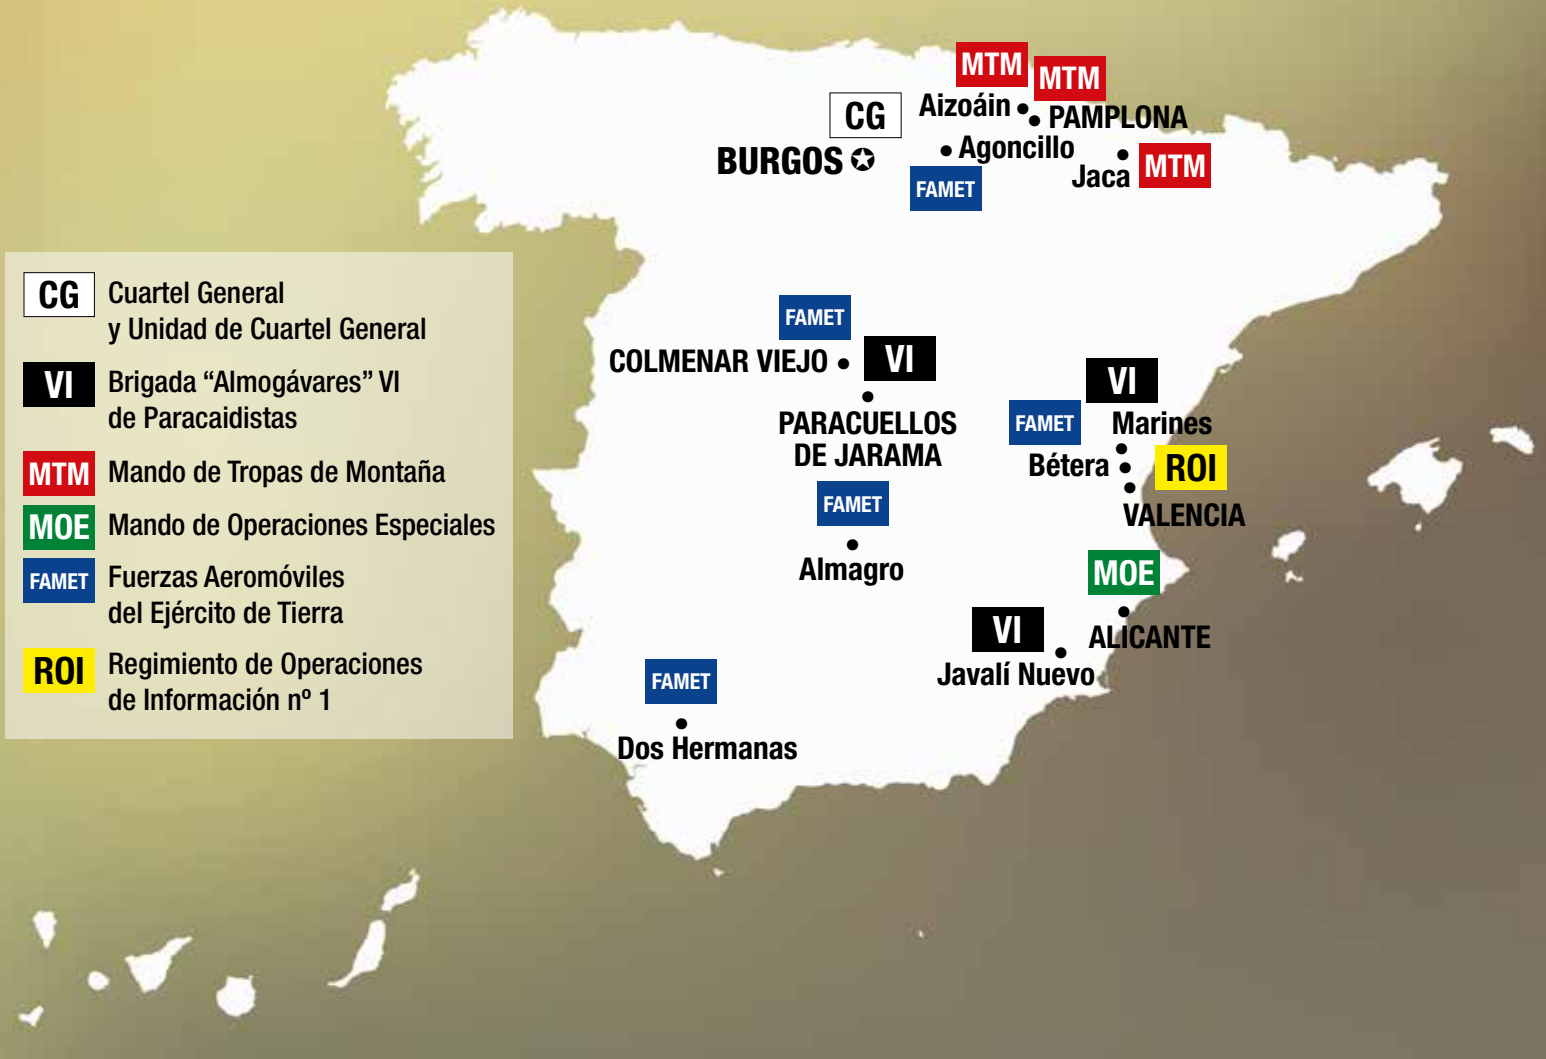 MTM
MTM
CG
Aizoáin
PAMPLONA
BURGOS
Agoncillo
Jaca
MTM
FAMET
CG Cuartel General
y Unidad de Cuartel General
VI Brigada “Almogávares” VI
de Paracaidistas
MTM Mando de Tropas de Montaña
MOE Mando de Operaciones Especiales
FAMET Fuerzas Aeromóviles
del Ejército de Tierra
ROI Regimiento de Operaciones
de Información nº 1
FAMET
COLMENAR VIEJO
VI
PARACUELLOS
DE JARAMA
VI
FAMET
Marines
Bétera
ROI
VALENCIA
FAMET
Almagro
MOE
ALICANTE
VI
Javalí Nuevo
FAMET
Dos Hermanas